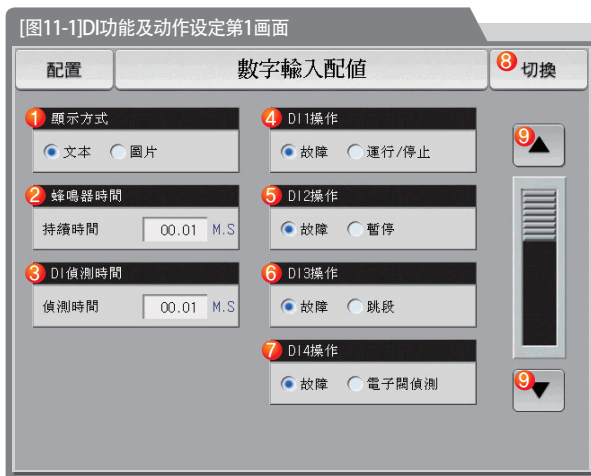 [图11-1]DI功能及动作设定第1画面
配置
數字輸入配值
8 切換
1 顯示方式
文本 圖片
2 蜂鳴器時間
持續時間 00.01 M.S
3 DI偵測時間
偵測時間 00.01 M.S
4 DI1操作
故障 運行/停止
5 DI2操作
故障 暫停
6 DI3操作
故障 跳段
7 DI4操作
故障 電子閥偵測
9
9